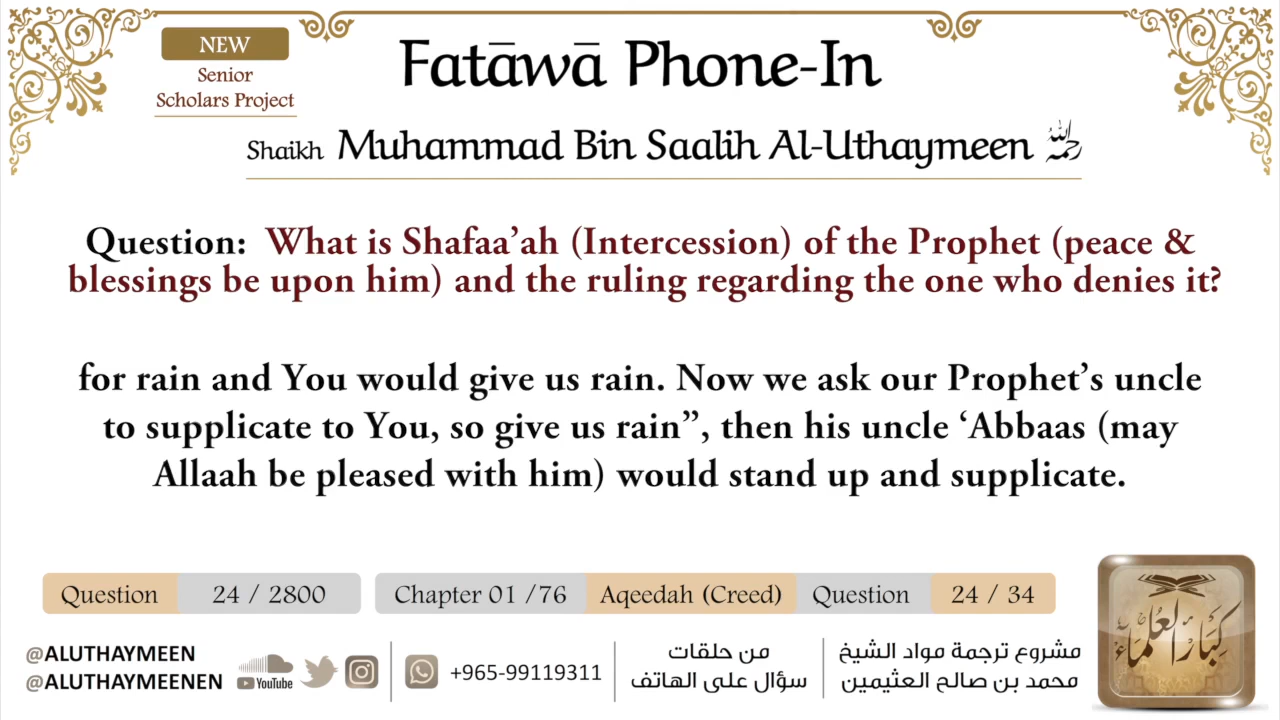 NEW
Senior
Scholars Project
Fatāwā Phone-In
Shaikh Muhammad Bin Saalih Al-Uthaymeen رحمه الله
Question: What is Shafaa’ah (Intercession) of the Prophet (peace &
blessings be upon him) and the ruling regarding the one who denies it?
for rain and You would give us rain. Now we ask our Prophet’s uncle
to supplicate to You, so give us rain”, then his uncle ‘Abbaas (may
Allaah be pleased with him) would stand up and supplicate.
Question 24 / 2800 Chapter 01 /76 Aqeedah (Creed) Question 24 / 34
@ALUTHAYMEEN
@ALUTHAYMEENEN
YouTube
+965-99119311
من حلقات
سؤال على الهاتف
مشروع ترجمة مواد الشيخ
محمد بن صالح العثيمين
كبار العلماء